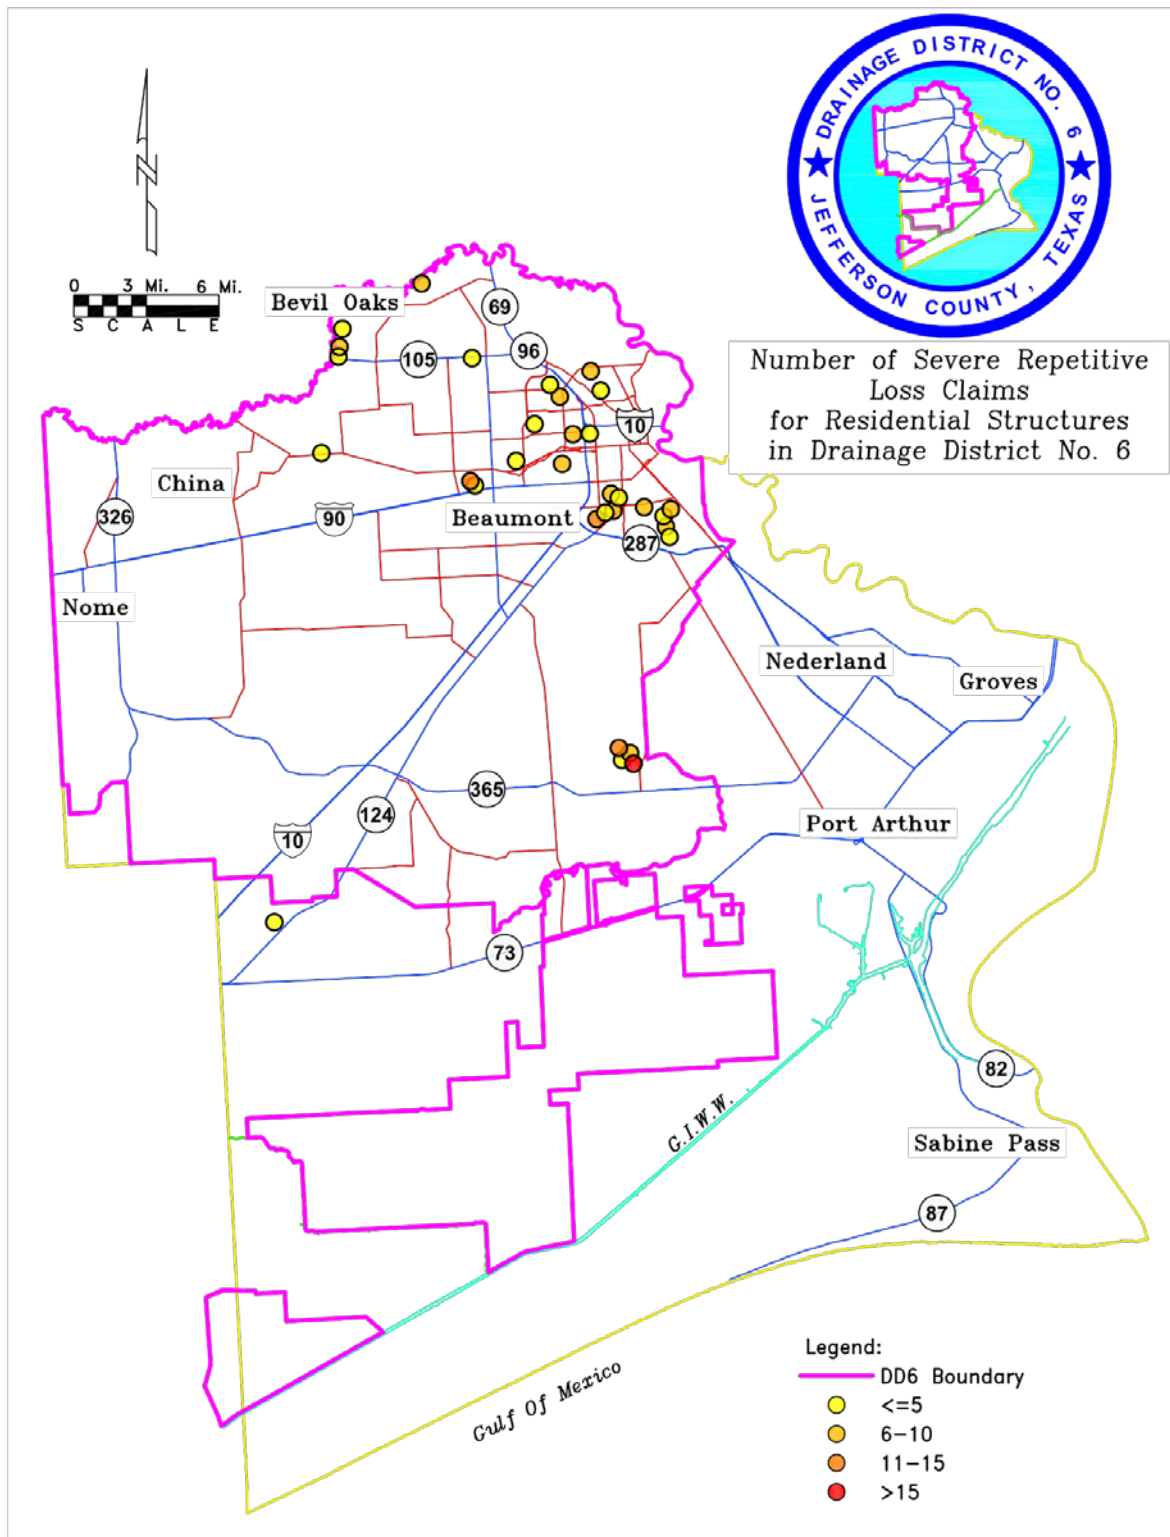 DRAINAGE DISTRICT NO. 6
JEFFERSON COUNTY, TEXAS
N
0 3 Mi. 6 Mi.
S C A L E
Number of Severe Repetitive
Loss Claims
for Residential Structures
in Drainage District No. 6
Bevil Oaks
69
105
96
10
China
326
90
Beaumont
287
Nome
Nederland
Groves
365
124
10
Port Arthur
73
82
G.I.W.W.
Sabine Pass
87
Gulf Of Mexico
Legend:
DD6 Boundary
<=5
6-10
11-15
>15